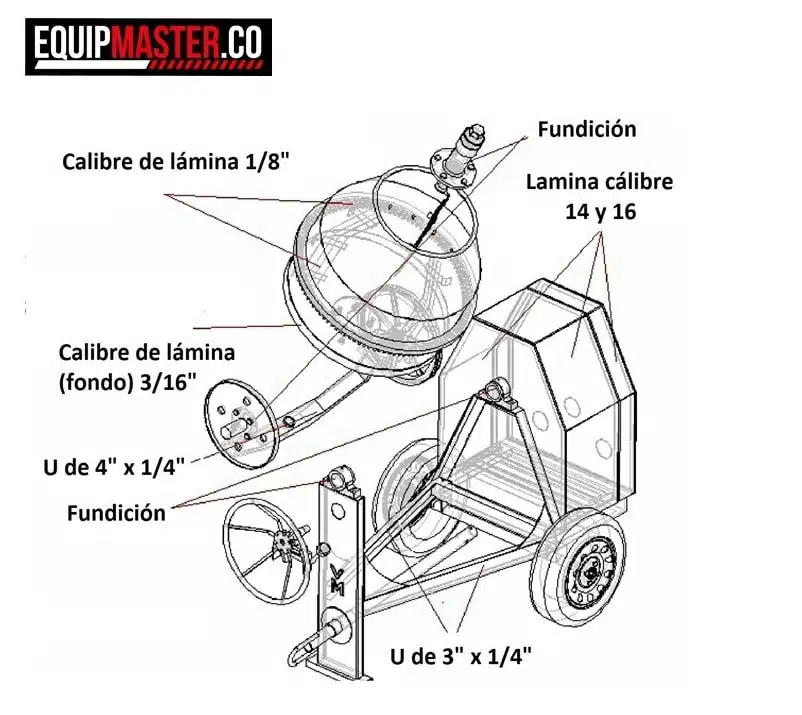 EQUIPMASTER.CO
Fundición
Calibre de lámina 1/8"
Lamina cálibre
14 y 16
Calibre de lámina
(fondo) 3/16"
U de 4" x 1/4"
Fundición
V
M
U de 3" x 1/4"